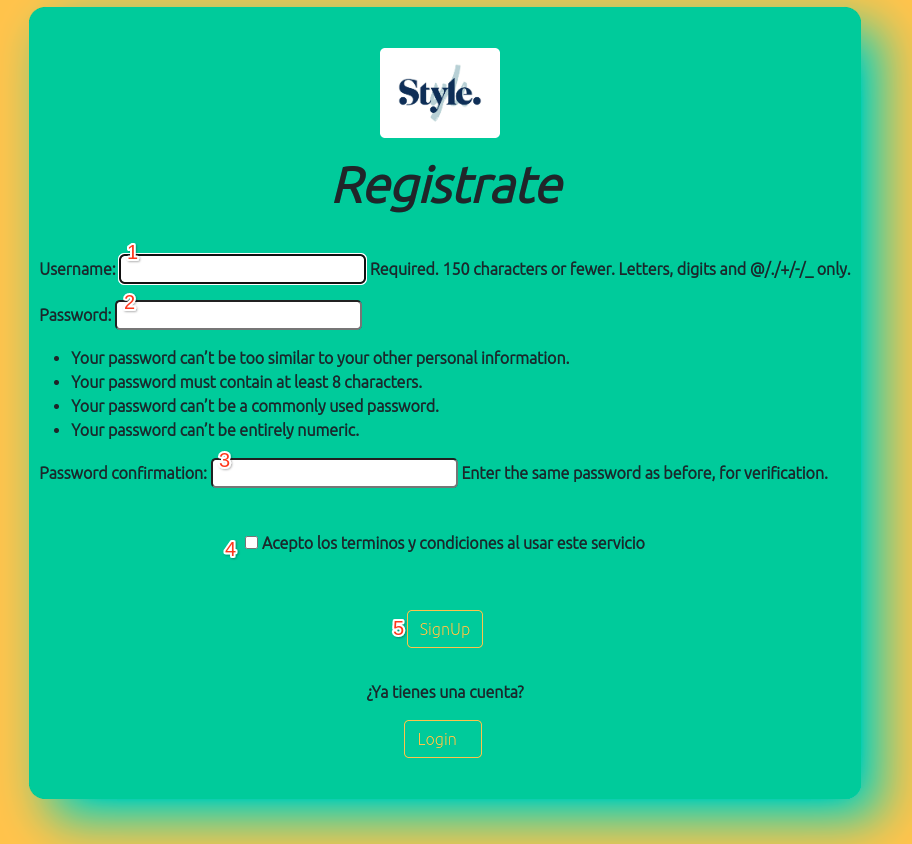 Style.
Registrate
1
Username: Required. 150 characters or fewer. Letters, digits and @/./+/-/_ only.
2
Password:
Your password can’t be too similar to your other personal information.
Your password must contain at least 8 characters.
Your password can’t be a commonly used password.
Your password can’t be entirely numeric.
3
Password confirmation: Enter the same password as before, for verification.
4 Acepto los terminos y condiciones al usar este servicio
5 SignUp
¿Ya tienes una cuenta?
Login